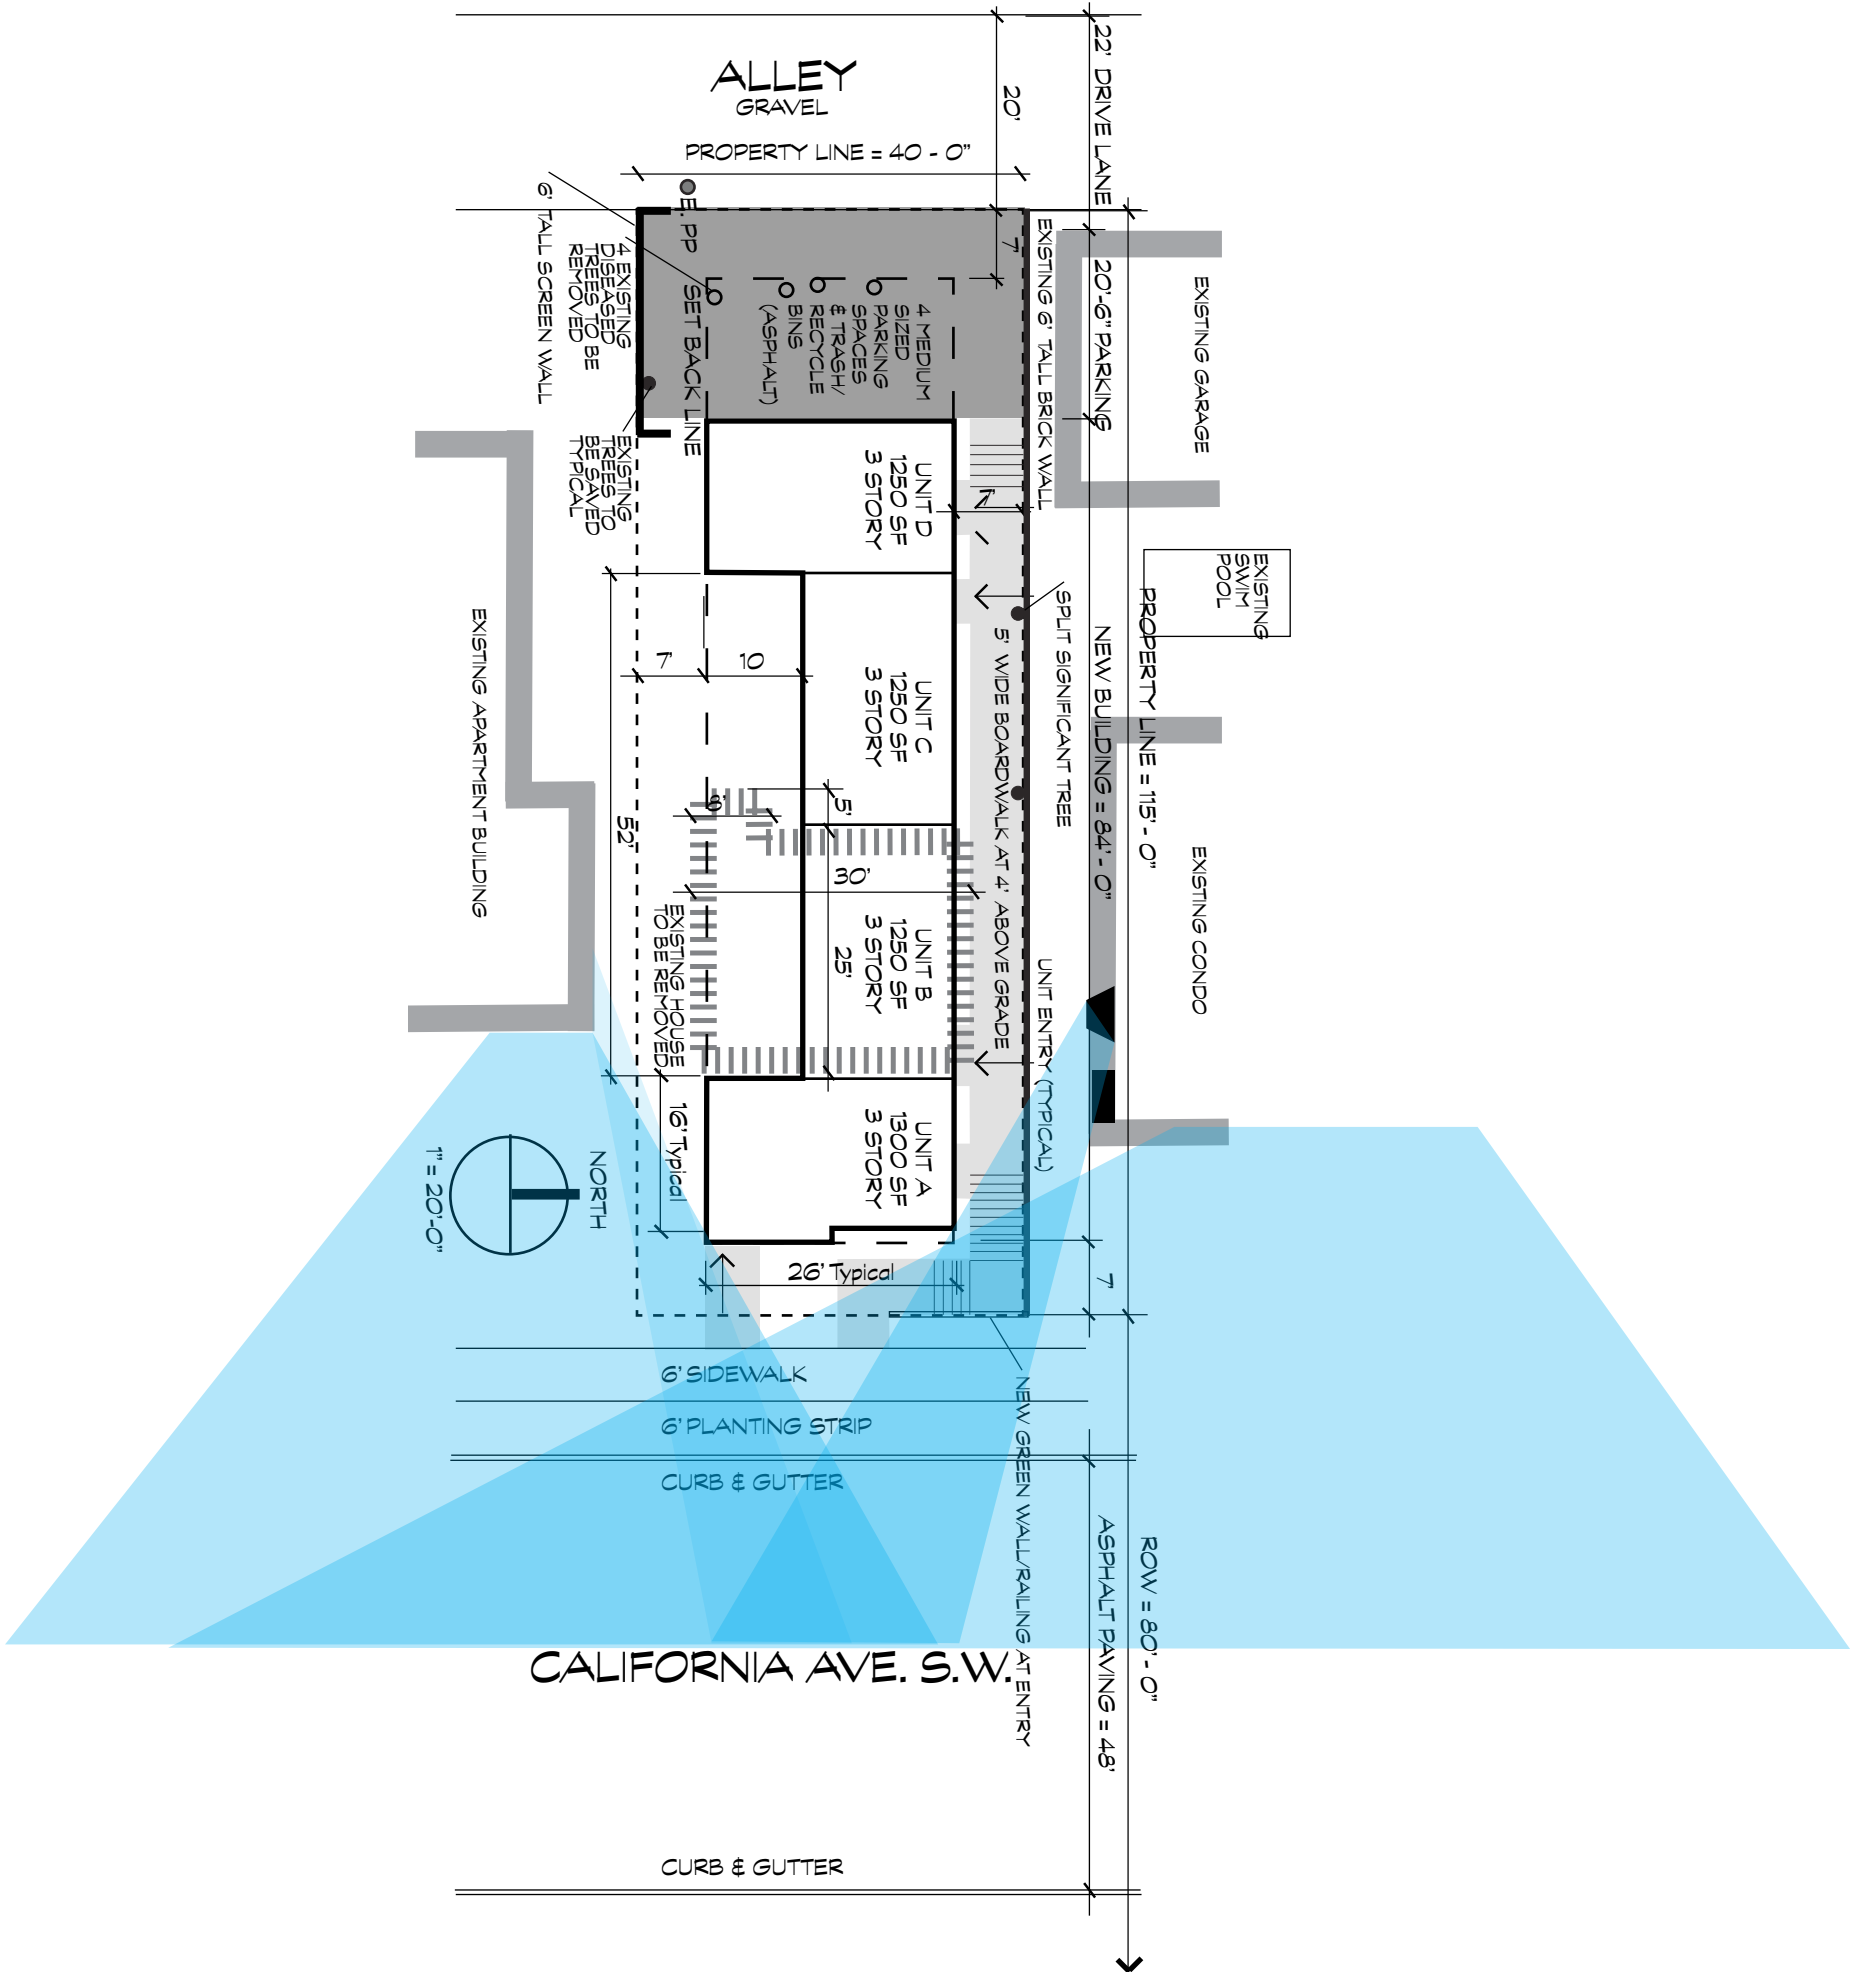 ALLEY
GRAVEL
PROPERTY LINE = 40 - 0"
20'
22' DRIVE LANE
6' TALL SCREEN WALL
4 EXISTING
DISEASED
TREES TO BE
REMOVED
E. PP
SET BACK LINE
4 MEDIUM
SIZED
PARKING
SPACES
& TRASH/
RECYCLE
BINS
(ASPHALT)
7'
EXISTING 6' TALL BRICK WALL
20'-6" PARKING
EXISTING GARAGE
EXISTING
TREES TO
BE SAVED
TYPICAL
UNIT D
1250 SF
3 STORY
7'
EXISTING
SWIM
POOL
SPLIT SIGNIFICANT TREE
5' WIDE BOARDWALK AT 4' ABOVE GRADE
NEW BUILDING = 84' - 0"
PROPERTY LINE = 115' - 0"
EXISTING APARTMENT BUILDING
7'
10
UNIT C
1250 SF
3 STORY
52'
8'
5'
30'
25'
EXISTING HOUSE
TO BE REMOVED
UNIT B
1250 SF
3 STORY
UNIT ENTRY (TYPICAL)
EXISTING CONDO
16' Typical
UNIT A
1300 SF
3 STORY
NORTH
1" = 20'-0"
26' Typical
7'
6' SIDEWALK
6' PLANTING STRIP
CURB & GUTTER
NEW GREEN WALL/RAILING AT ENTRY
ASPHALT PAVING = 48'
ROW = 80' - 0"
CALIFORNIA AVE. S.W.
CURB & GUTTER